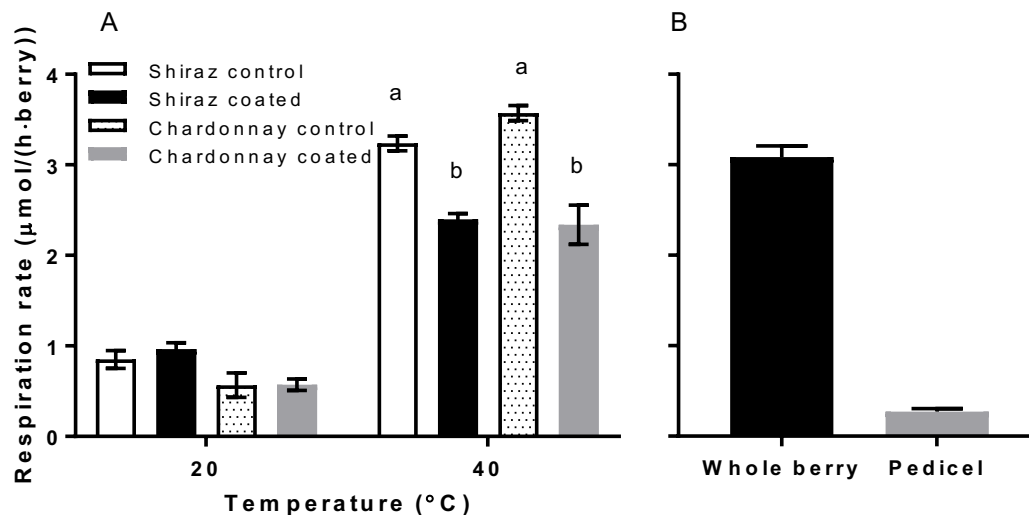 A
B
Respiration rate (μmol/(h·berry))
4
3
2
1
0
Shiraz control
Shiraz coated
Chardonnay control
Chardonnay coated
a
b
a
b
20
40
Temperature (°C)
Whole berry
Pedicel